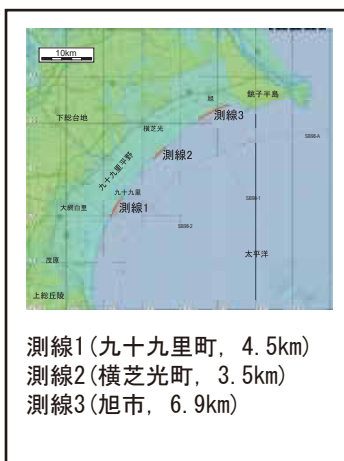 10km
銚子半島
旭
測線3
下総台地
横芝光
測線2
九十九里平野
九十九里
測線1
大網白里
太平洋
茂原
上総丘陵
測線1(九十九里町, 4.5km)
測線2(横芝光町, 3.5km)
測線3(旭市, 6.9km)